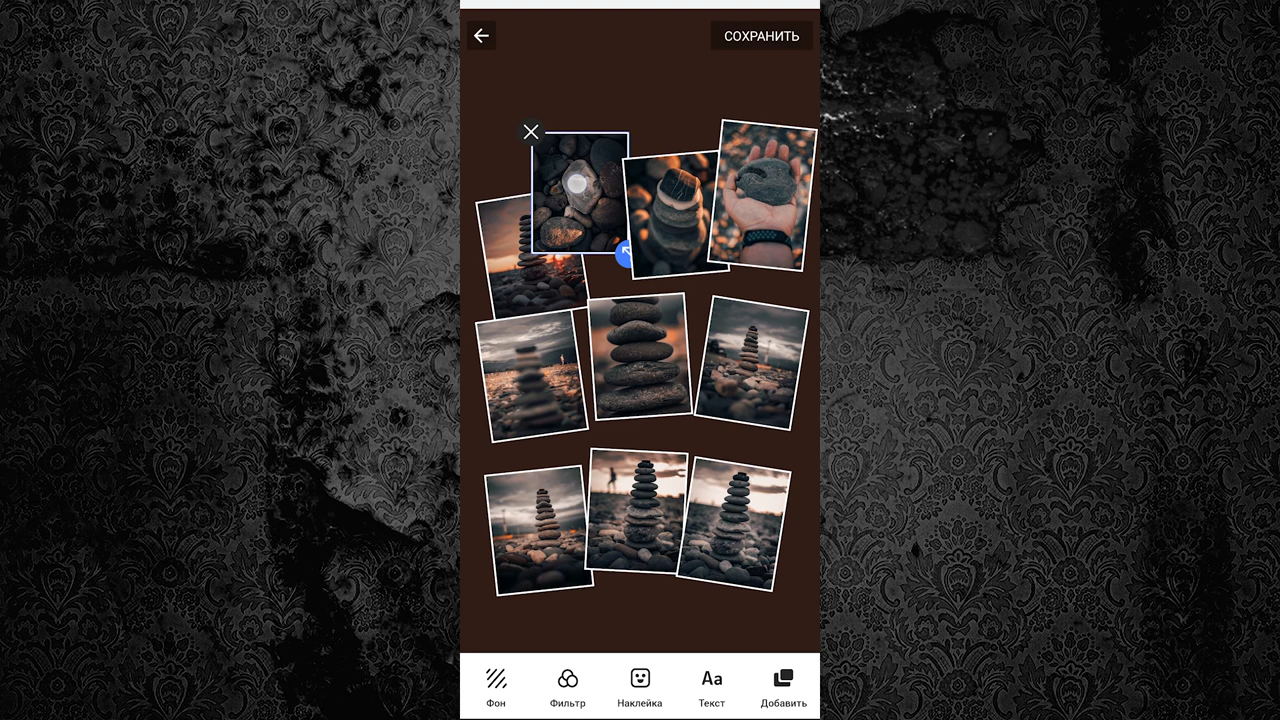 СОХРАНИТЬ
Фон
Фильтр
Наклейка
Aa
Текст
Добавить